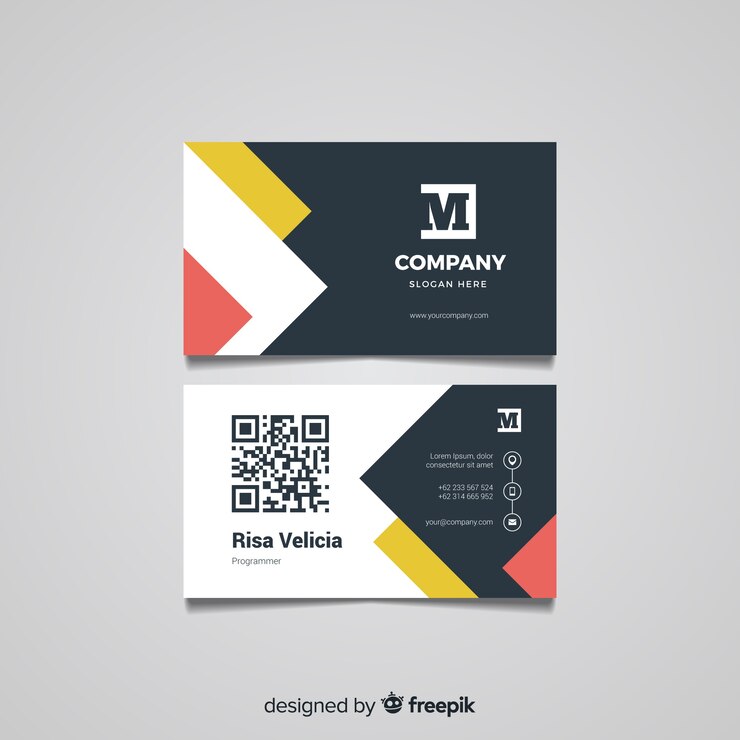 M
COMPANY
SLOGAN HERE
www.yourcompany.com
M
Lorem Ipsum, dolor
consectetur sit amet
+62 233 567 524
+62 314 665 952
your@company.com
Risa Velicia
Programmer
designed by freepik